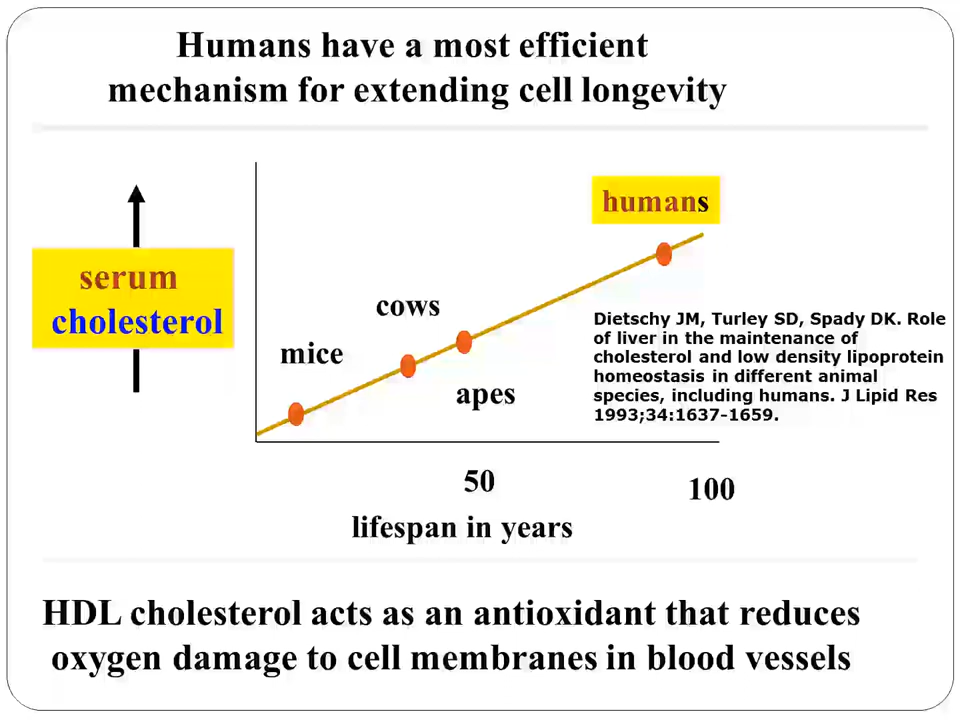 Humans have a most efficient
mechanism for extending cell longevity
humans
serum
cholesterol
cows
mice
apes
Dietschy JM, Turley SD, Spady DK. Role
of liver in the maintenance of
cholesterol and low density lipoprotein
homeostasis in different animal
species, including humans. J Lipid Res
1993;34:1637-1659.
50
100
lifespan in years
HDL cholesterol acts as an antioxidant that reduces
oxygen damage to cell membranes in blood vessels